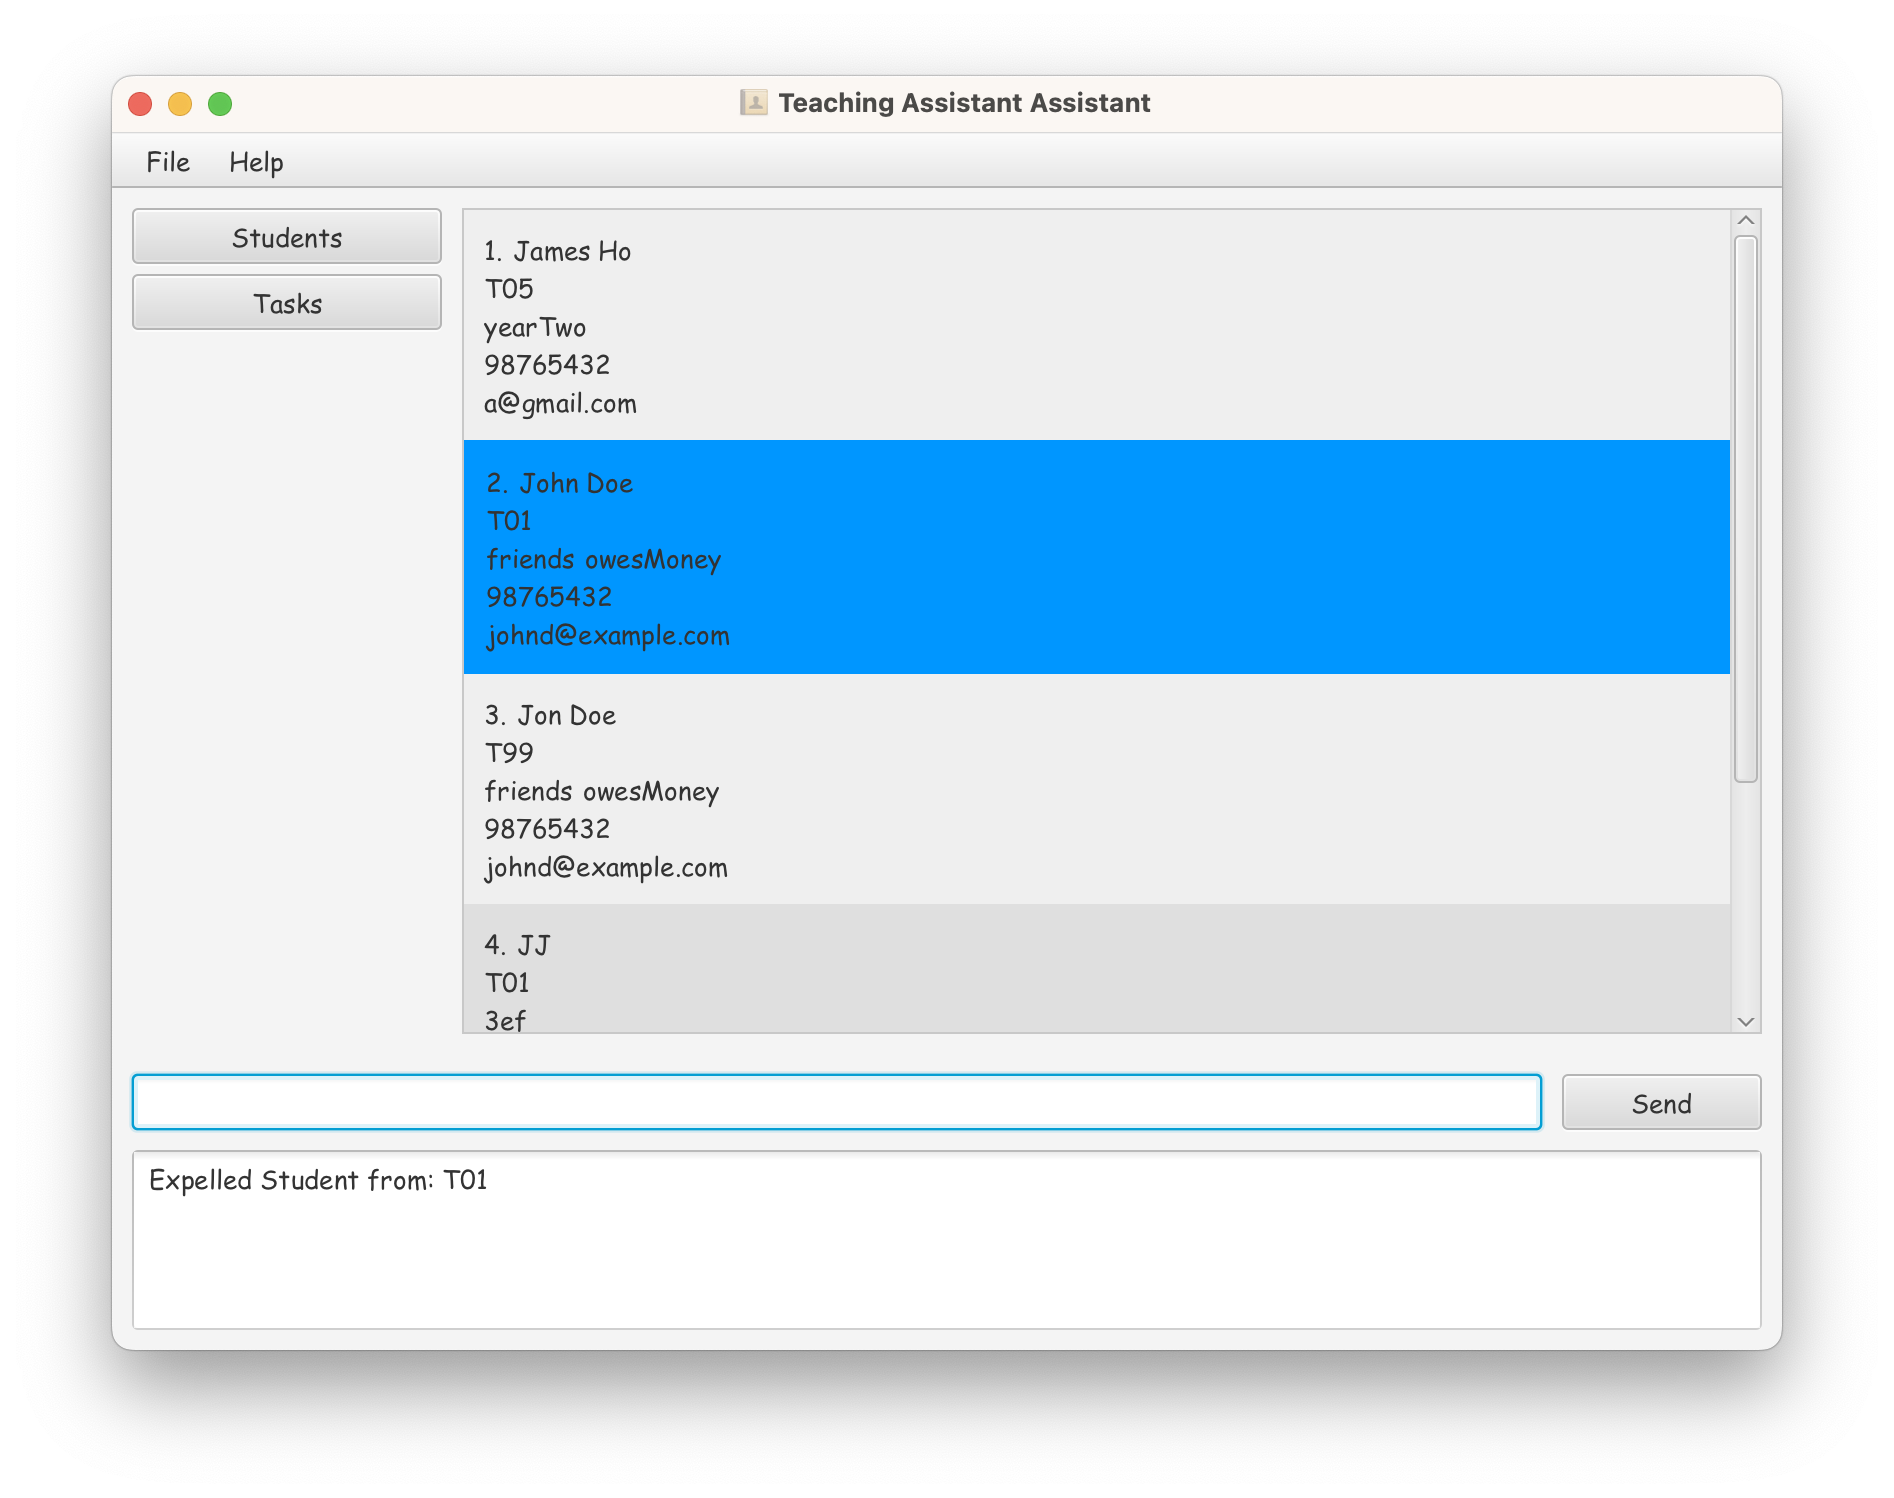 Teaching Assistant Assistant
File Help
Students
Tasks
1. James Ho
T05
yearTwo
98765432
a@gmail.com
2. John Doe
T01
friends owesMoney
98765432
johnd@example.com
3. Jon Doe
T99
friends owesMoney
98765432
johnd@example.com
4. JJ
T01
3ef
Send
Expelled Student from: T01